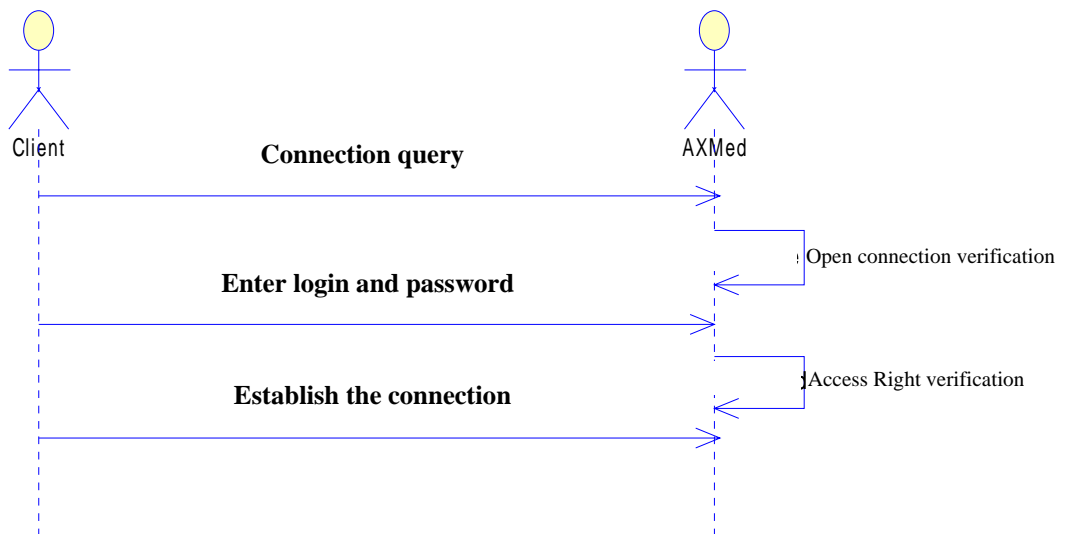 Client
AXMed
Connection query
Open connection verification
Enter login and password
Access Right verification
Establish the connection